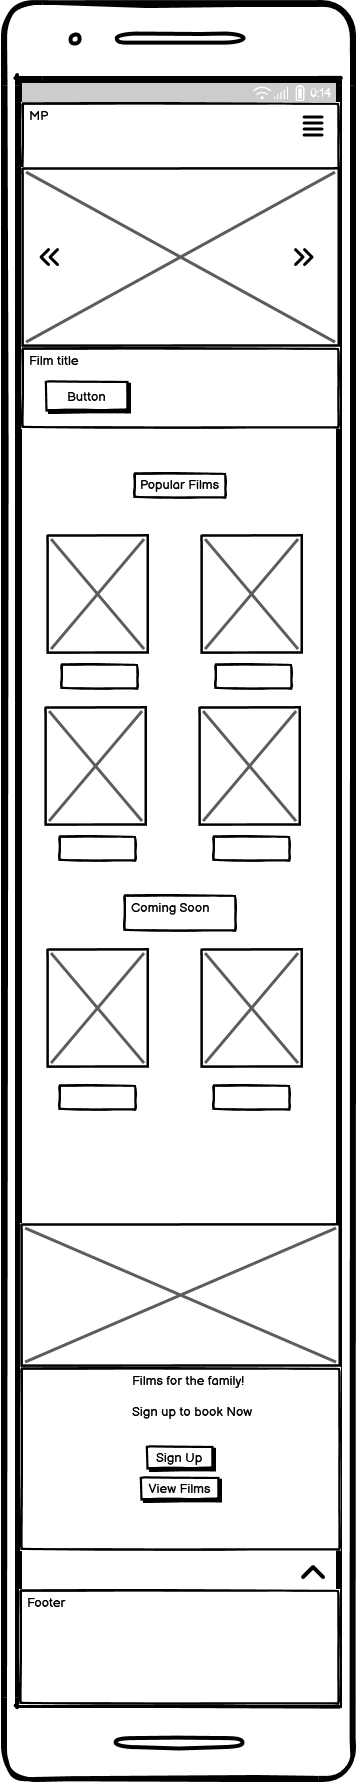 0:14
MP
Film title
Button
Popular Films
Coming Soon
Films for the family!
Sign up to book Now
Sign Up
View Films
Footer